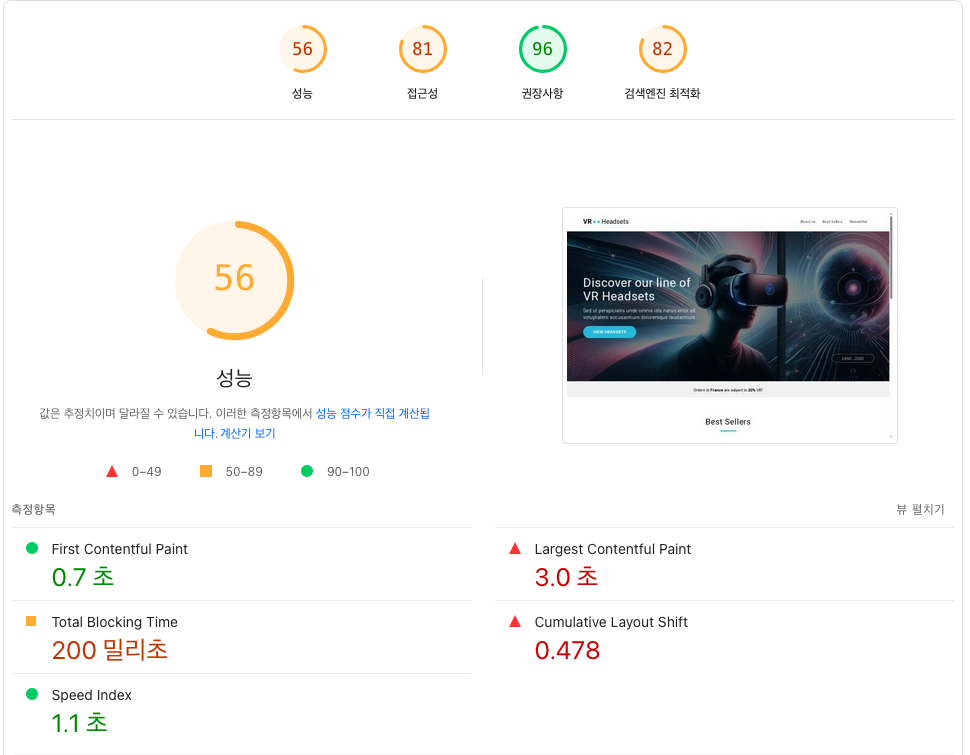 56
81
96
82
성능
접근성
권장사항
검색엔진 최적화
56
성능
값은 추정치이며 달라질 수 있습니다. 이러한 측정항목에서 성능 점수가 직접 계산됩
니다. 계산기 보기
0–49
50–89
90–100
VR Headsets
About us
Best Sellers
Newsletter
Discover our line of
VR Headsets
Sed ut perspiciatis unde omnis iste natus error sit
voluptatem accusantium doloremque laudantium.
VIEW HEADSETS
Orders to France are subject to 20% VAT
Best Sellers
측정항목
뷰 펼치기
First Contentful Paint
0.7 초
Largest Contentful Paint
3.0 초
Total Blocking Time
200 밀리초
Cumulative Layout Shift
0.478
Speed Index
1.1 초